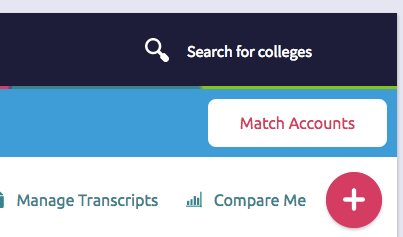 Search for colleges
Match Accounts
Manage Transcripts Compare Me